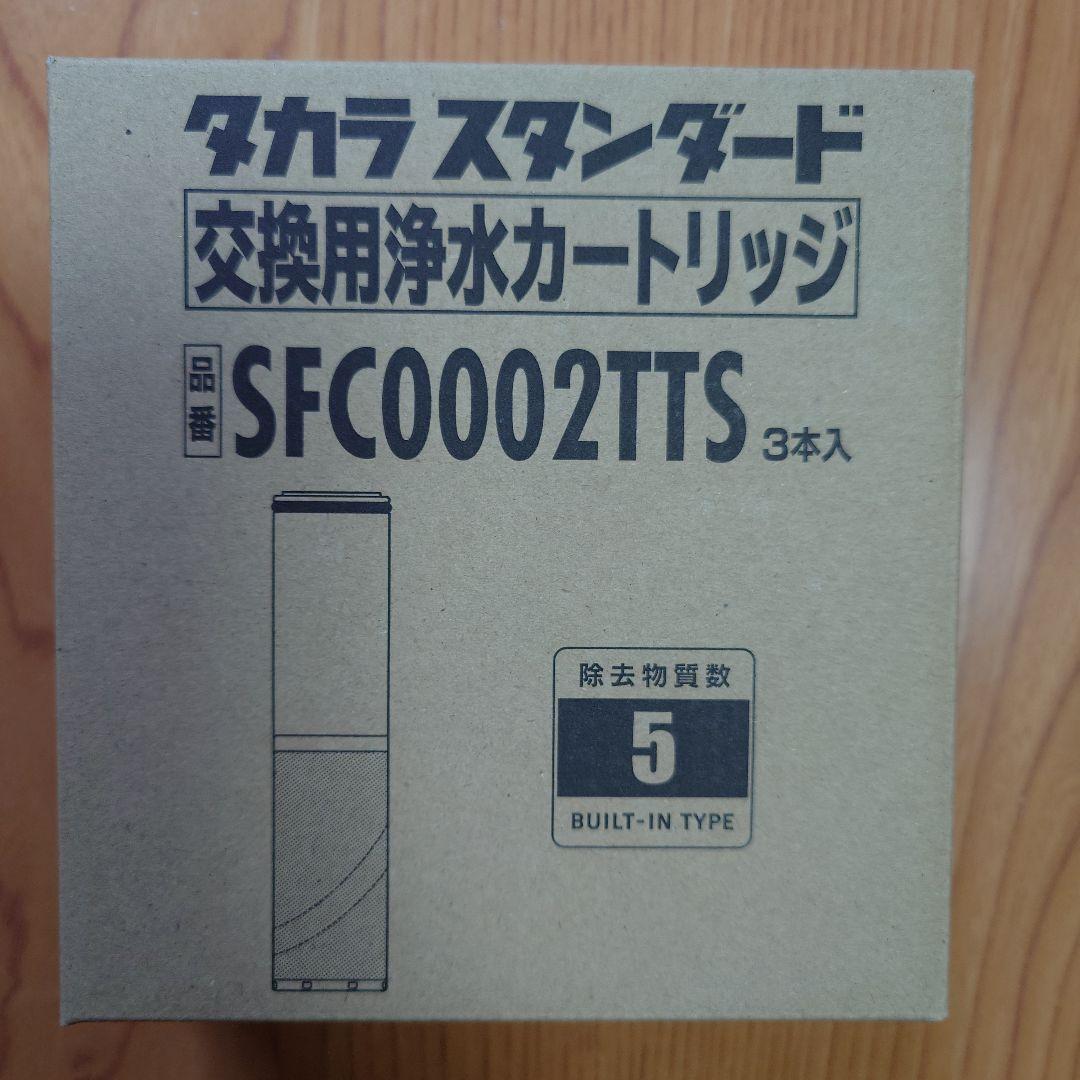 タカラスタンダード
交換用浄水カートリッジ
品番 SFC0002TTS 3本入
除去物質数
5
BUILT-IN TYPE